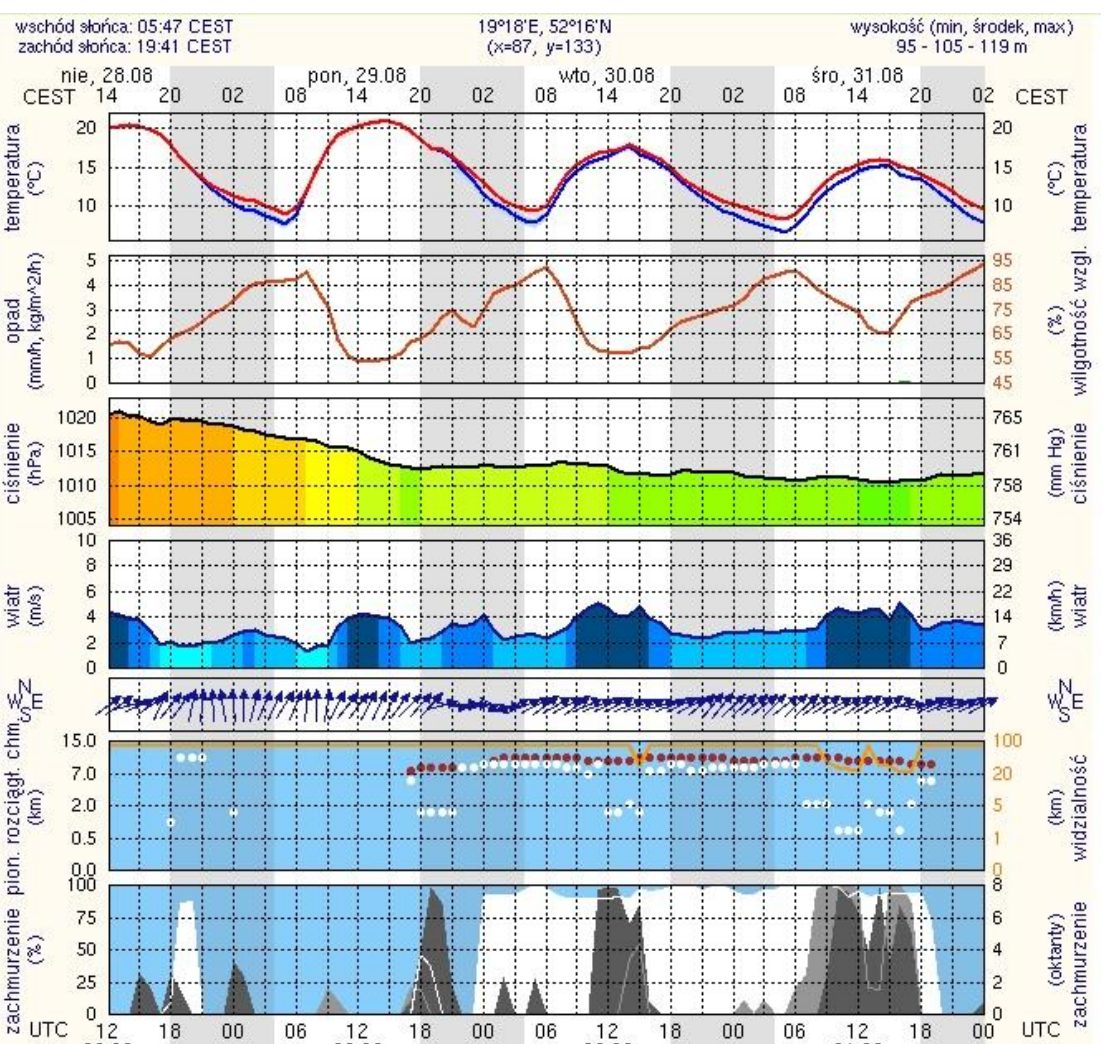 wschód słońca: 05:47 CEST 19°18'E, 52°16'N wysokość (min, środek, max)
zachód słońca: 19:41 CEST (x=87, y=133) 95 - 105 - 119 m
nie, 28.08 pon, 29.08 wto, 30.08 śro, 31.08
CEST 14 20 02 08 14 20 02 08 14 20 02 08 14 20 02 CEST
temperatura
(°C)
20
15
10
20
15
10
(°C)
temperatura
opad
(mm/h, kg/m^2/h)
5
4
3
2
1
0
95
85
75
65
55
45
(%)
wilgotność wzgl.
ciśnienie
(hPa)
1020
1015
1010
1005
765
761
758
754
(mm Hg)
ciśnienie
wiatr
(m/s)
10
8
6
4
2
0
36
29
22
14
7
0
(km/h)
wiatr
N
W E
S
N
W E
S
pion. rozciągł. chm.
(km)
15.0
7.0
2.0
0.5
0.0
100
20
5
1
0
(km)
widzialność
zachmurzenie
(%)
100
75
50
25
0
8
6
4
2
0
(oktanty)
zachmurzenie
UTC 12 18 00 06 12 18 00 06 12 18 00 06 12 18 00 UTC